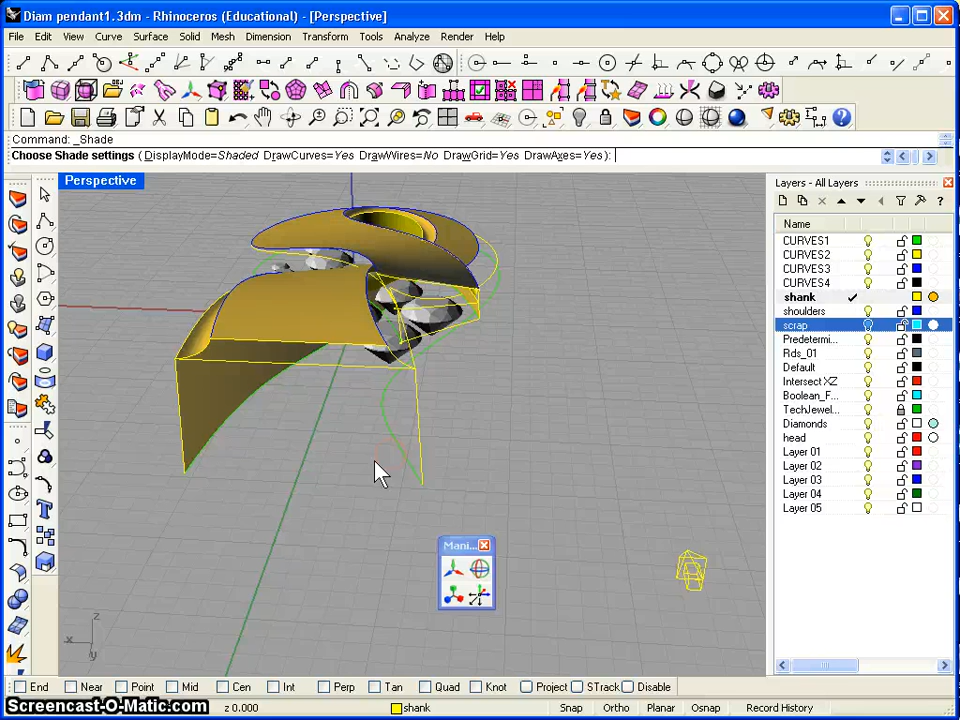 Diam pendant1.3dm - Rhinoceros (Educational) - [Perspective]
File Edit View Curve Surface Solid Mesh Dimension Transform Tools Analyze Render Help
Command: _Shade
Choose Shade settings ( DisplayMode=Shaded DrawCurves=Yes DrawWires=No DrawGrid=Yes DrawAxes=Yes):
Perspective
Layers - All Layers
Name
CURVES1
CURVES2
CURVES3
CURVES4
shank
shoulders
scrap
Predetermi...
Rds_01
Default
Intersect XZ
Boolean_F...
TechJewel...
Diamonds
head
Layer 01
Layer 02
Layer 03
Layer 04
Layer 05
Mani...
z
x
y
End Near Point Mid Cen Int Perp Tan Quad Knot Project STrack Disable
Screencast-O-Matic.com z 0.000 shank Snap Ortho Planar Osnap Record History